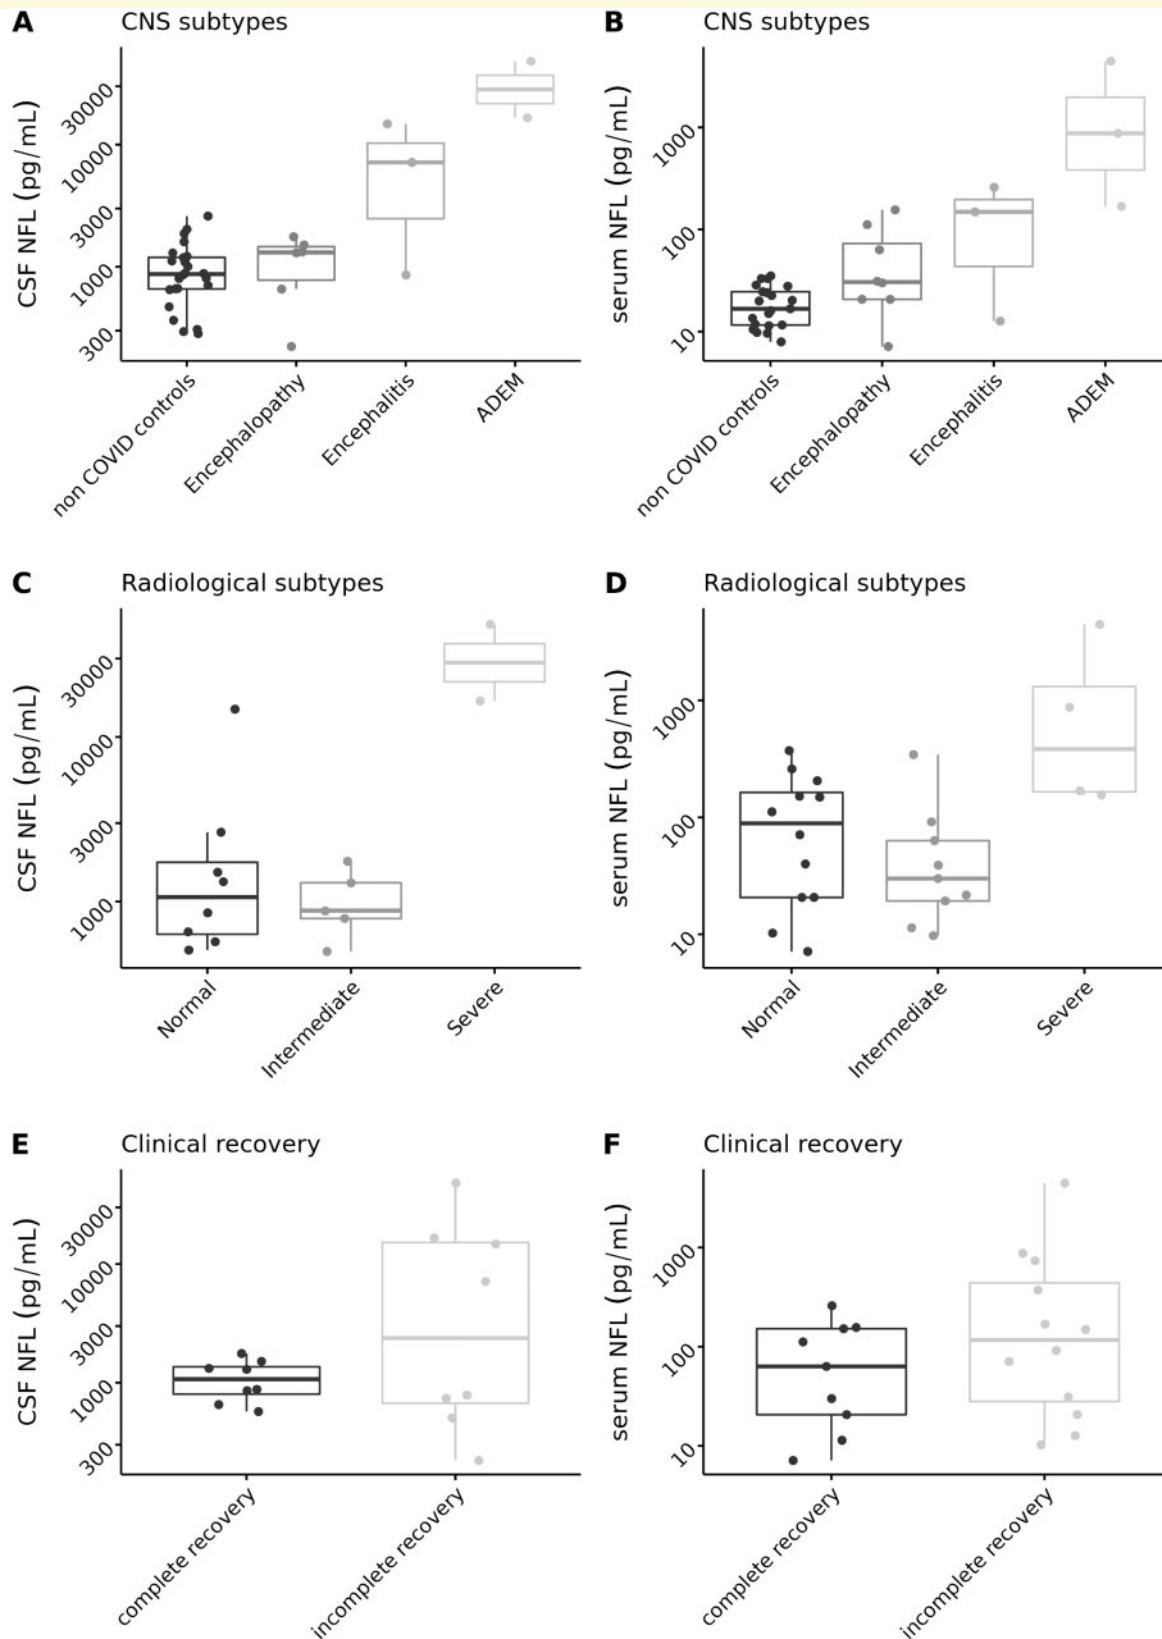 A CNS subtypes
CSF NFL (pg/mL)
30000
10000
3000
1000
300
non COVID controls
Encephalopathy
Encephalitis
ADEM
B CNS subtypes
serum NFL (pg/mL)
1000
100
10
non COVID controls
Encephalopathy
Encephalitis
ADEM
C Radiological subtypes
CSF NFL (pg/mL)
30000
10000
3000
1000
Normal
Intermediate
Severe
D Radiological subtypes
serum NFL (pg/mL)
1000
100
10
Normal
Intermediate
Severe
E Clinical recovery
CSF NFL (pg/mL)
30000
10000
3000
1000
300
complete recovery
incomplete recovery
F Clinical recovery
serum NFL (pg/mL)
1000
100
10
complete recovery
incomplete recovery